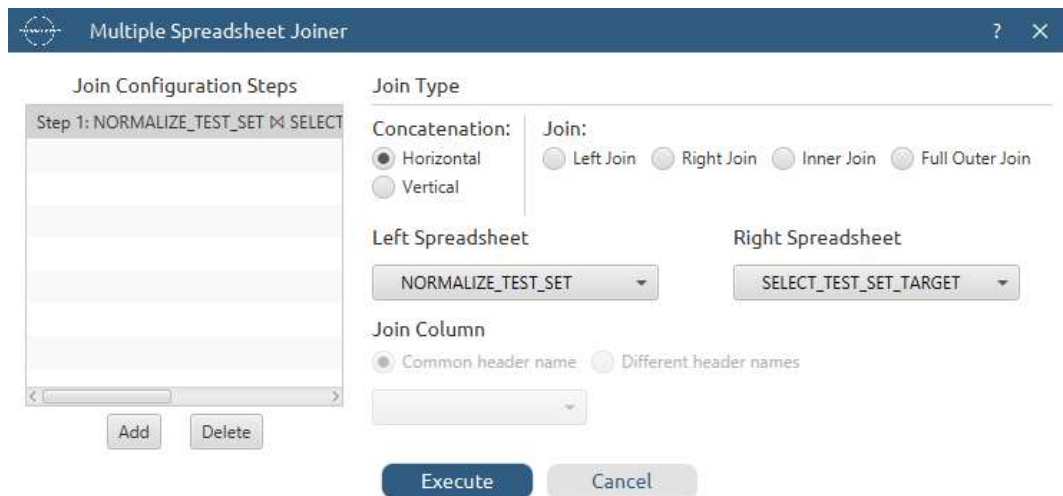 Multiple Spreadsheet Joiner ? ×
Join Configuration Steps
Step 1: NORMALIZE_TEST_SET ⋈ SELECT
Add Delete
Join Type
Concatenation:
Horizontal
Vertical
Join:
Left Join Right Join Inner Join Full Outer Join
Left Spreadsheet Right Spreadsheet
NORMALIZE_TEST_SET SELECT_TEST_SET_TARGET
Join Column
Common header name Different header names
Execute Cancel